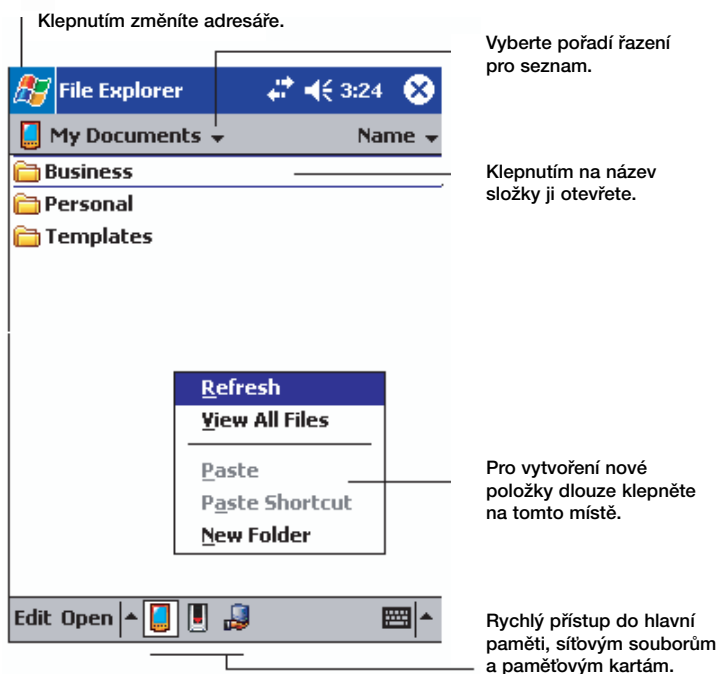 Klepnutím změníte adresáře.
Vyberte pořadí řazení
pro seznam.
File Explorer 3:24
My Documents Name
Business
Klepnutím na název
složky ji otevřete.
Personal
Templates
Refresh
View All Files
Paste
Paste Shortcut
New Folder
Pro vytvoření nové
položky dlouze klepněte
na tomto místě.
Edit Open
Rychlý přístup do hlavní
paměti, síťovým souborům
a paměťovým kartám.